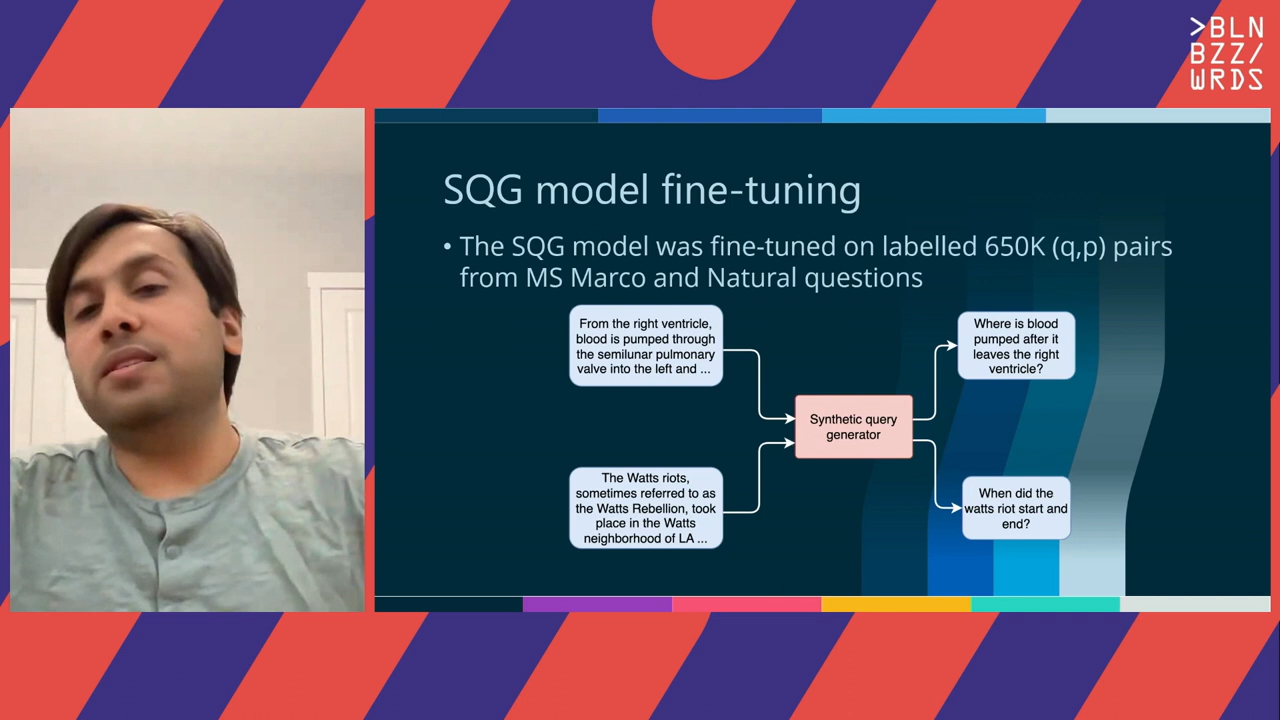 >BLN
BZZ/
WRDS
SQG model fine-tuning
• The SQG model was fine-tuned on labelled 650K (q,p) pairs
from MS Marco and Natural questions
From the right ventricle,
blood is pumped through
the semilunar pulmonary
valve into the left and ...
Where is blood
pumped after it
leaves the right
ventricle?
Synthetic query
generator
The Watts riots,
sometimes referred to as
the Watts Rebellion, took
place in the Watts
neighborhood of LA ...
When did the
watts riot start and
end?